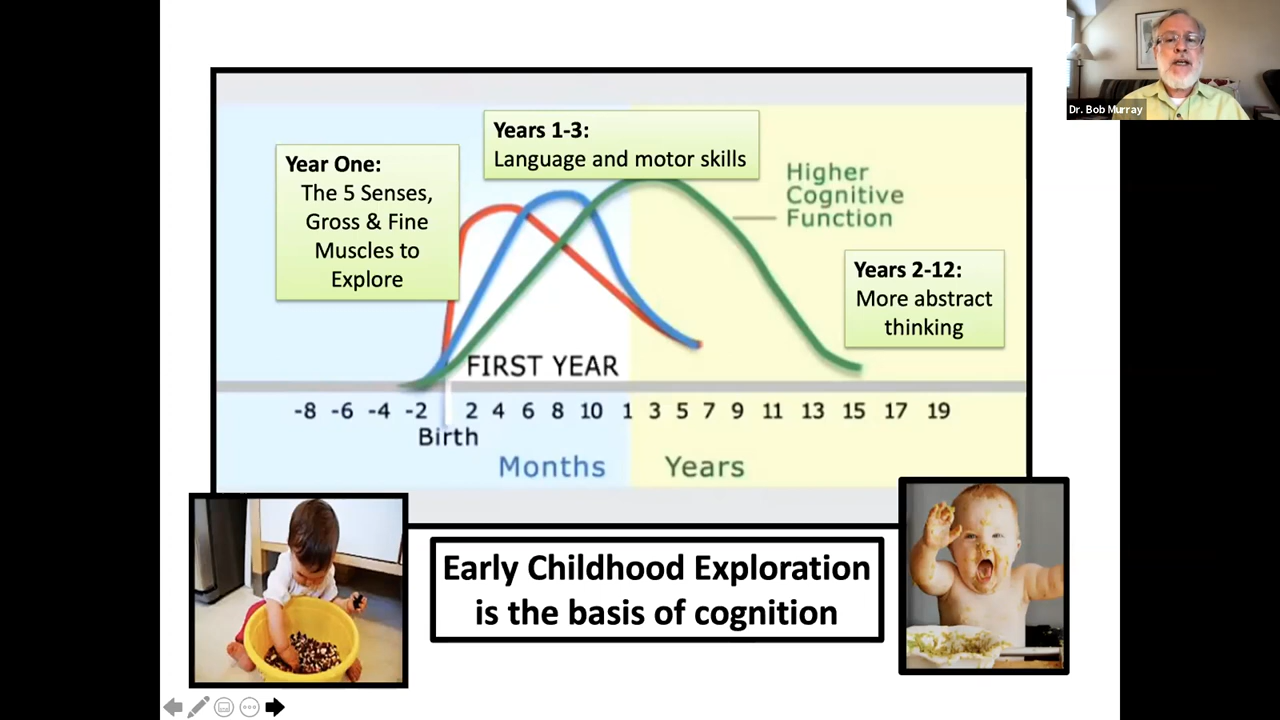 Dr. Bob Murray
Years 1-3:
Language and motor skills
Year One:
The 5 Senses,
Gross & Fine
Muscles to
Explore
Higher
Cognitive
Function
Years 2-12:
More abstract
thinking
FIRST YEAR
-8 -6 -4 -2 2 4 6 8 10 1 3 5 7 9 11 13 15 17 19
Birth
Months Years
Early Childhood Exploration
is the basis of cognition